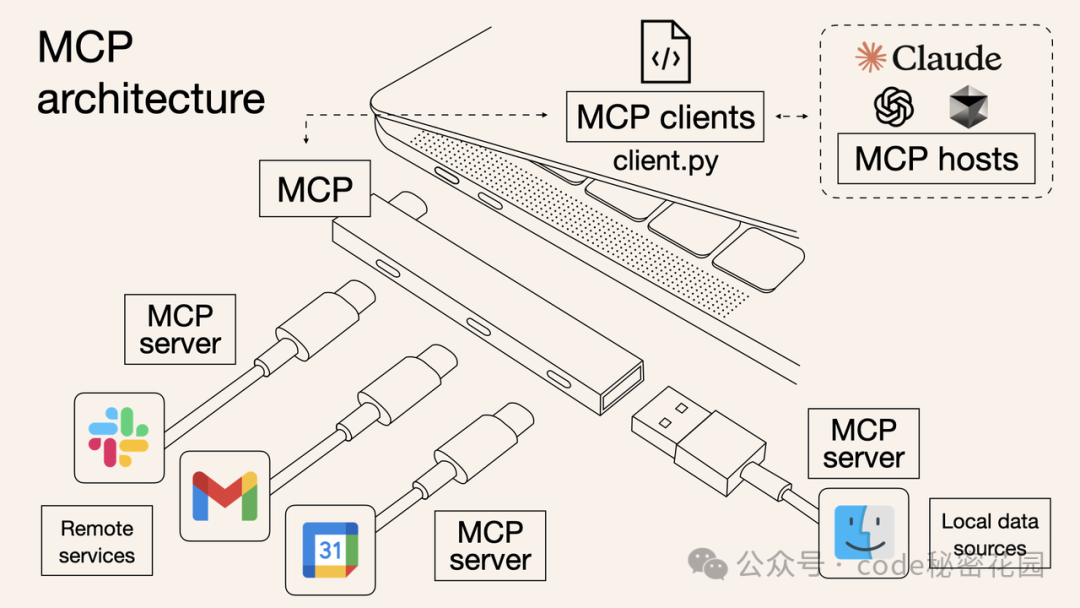 MCP
architecture
MCP clients
client.py
Claude
MCP hosts
MCP
MCP
server
Remote
services
31
MCP
server
MCP
server
Local data
sources
公众号 · code秘密花园